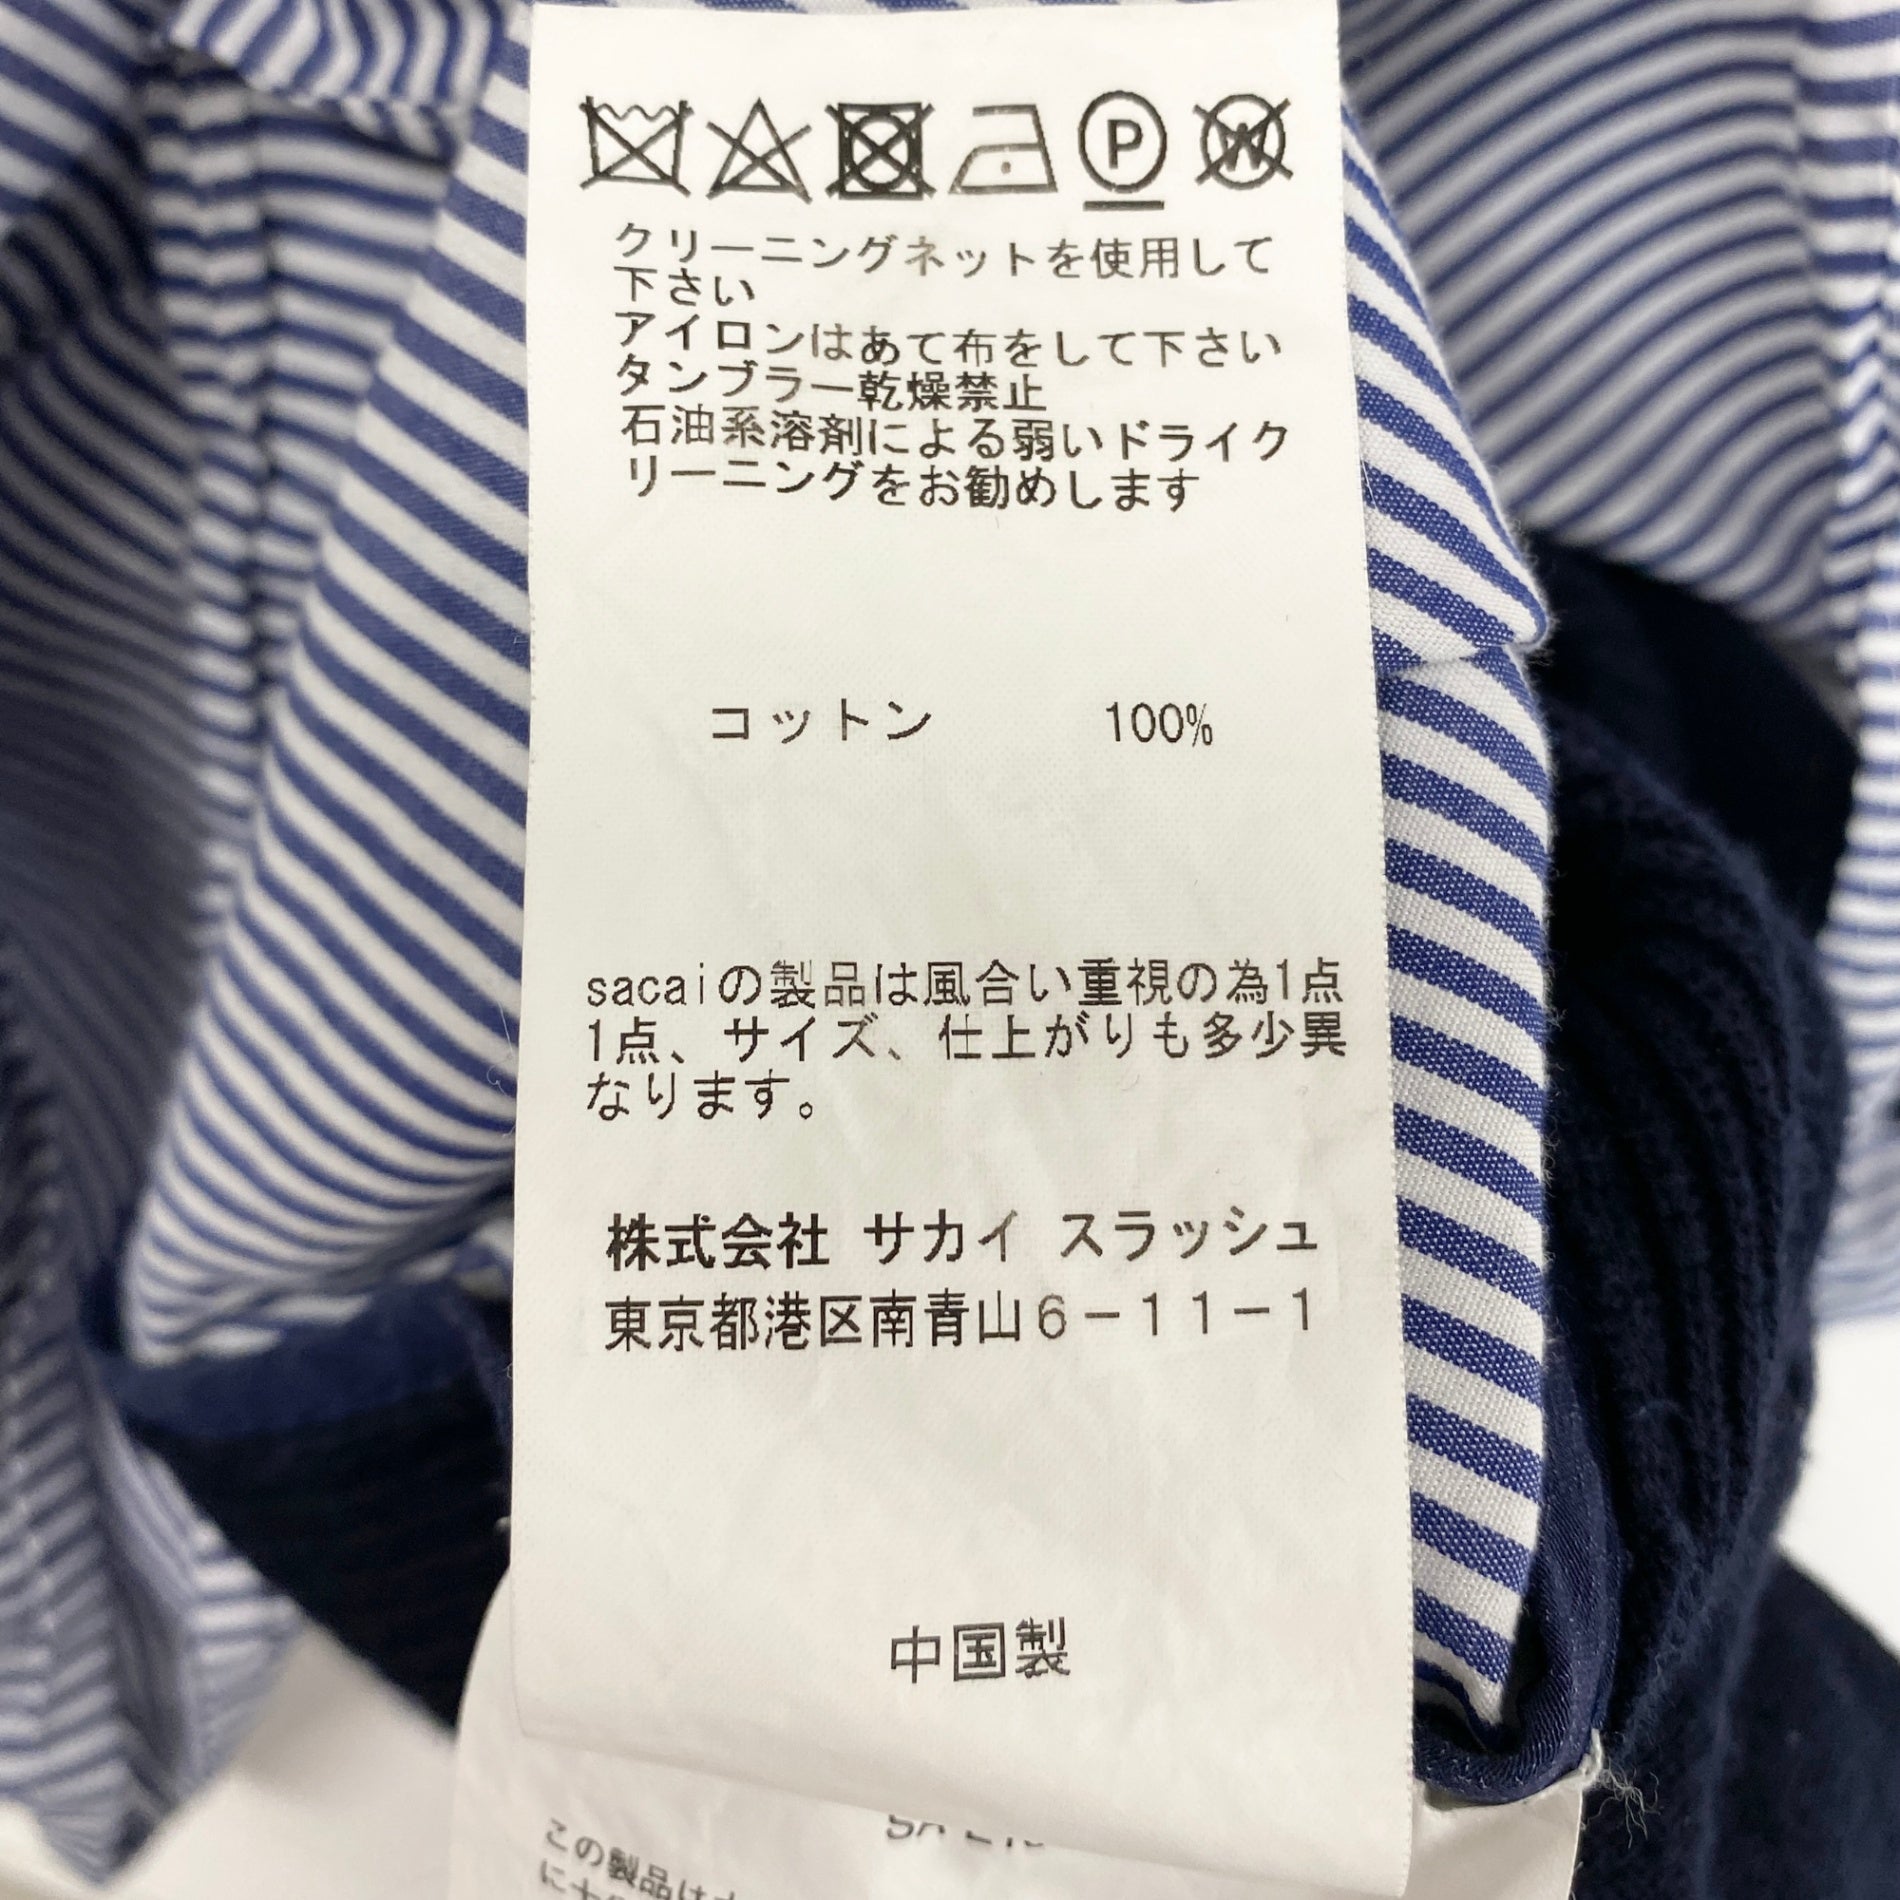 P
W
クリーニングネットを使用して
下さい
アイロンはあて布をして下さい
タンブラー乾燥禁止
石油系溶剤による弱いドライク
リーニングをお勧めします
コットン 100%
sacaiの製品は風合い重視の為1点
1点、サイズ、仕上がりも多少異
なります。
株式会社 サカイ スラッシュ
東京都港区南青山6-11-1
中国製
この製品は